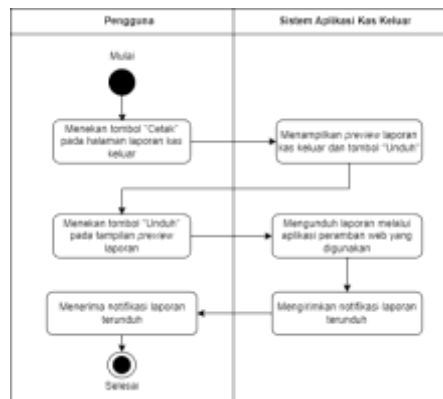 Pengguna
Sistem Aplikasi Kas Keluar
Mulai
Menekan tombol "Cetak"
pada halaman laporan kas
keluar
Menampilkan preview laporan
kas keluar dan tombol "Unduh"
Menekan tombol "Unduh"
pada tampilan preview
laporan
Mengunduh laporan melalui
aplikasi peramban web yang
digunakan
Menerima notifikasi laporan
terunduh
Mengirimkan notifikasi laporan
terunduh
Selesai